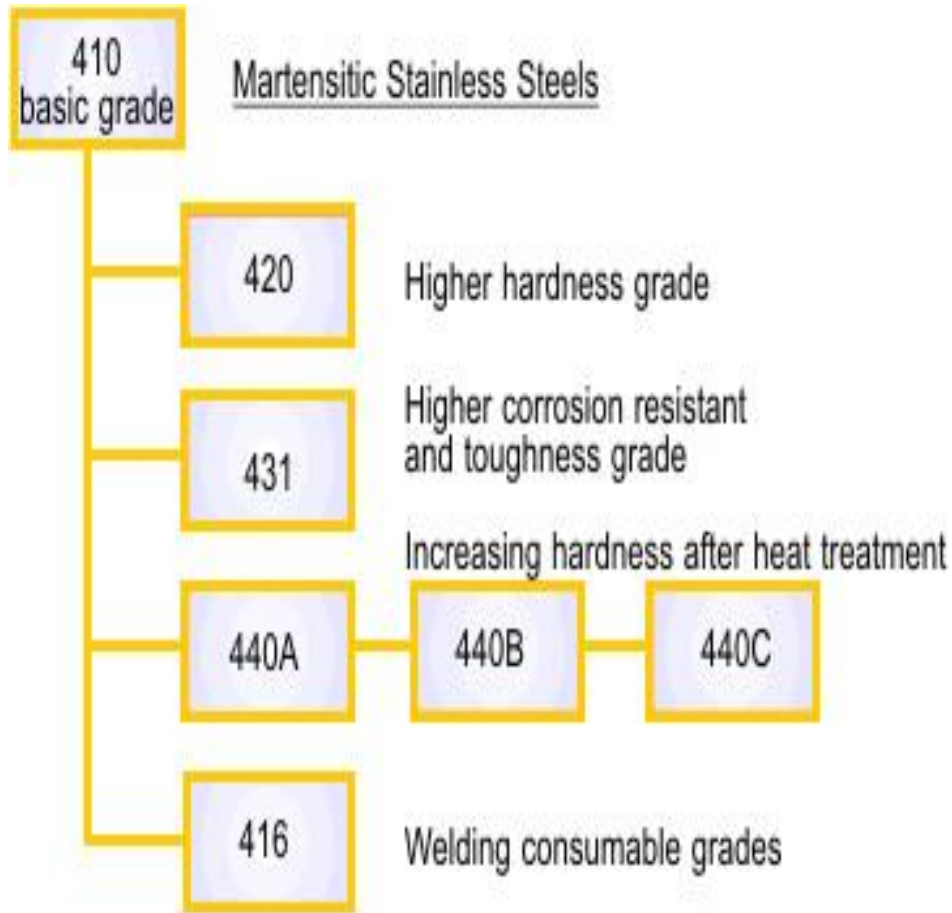 410
basic grade
Martensitic Stainless Steels
420
Higher hardness grade
431
Higher corrosion resistant
and toughness grade
Increasing hardness after heat treatment
440A
440B
440C
416
Welding consumable grades